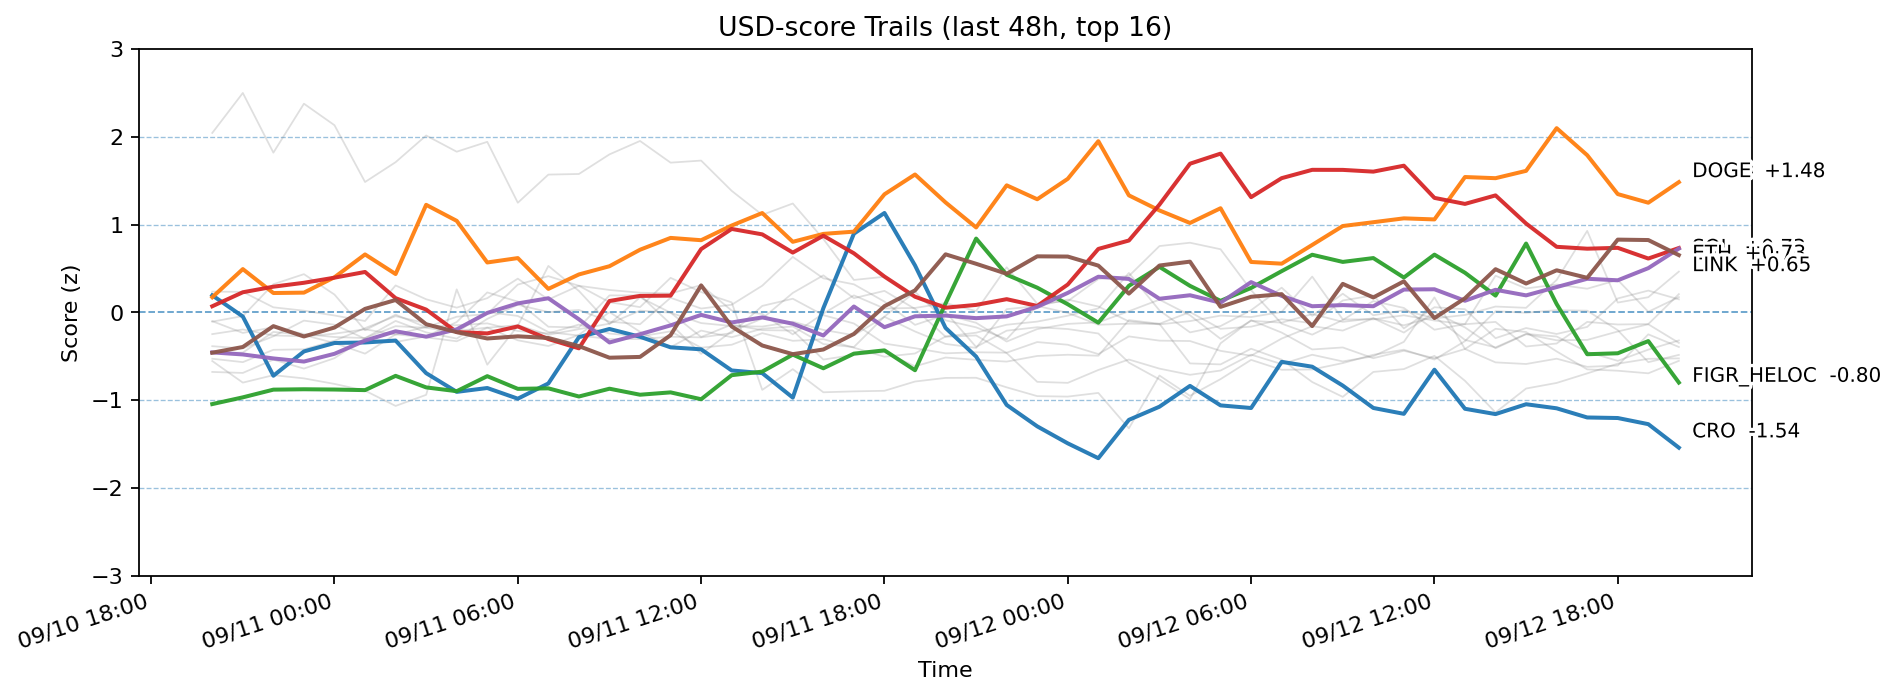 USD-score Trails (last 48h, top 16)
3
2
1
0
−1
−2
−3
Score (z)
DOGE +1.48
LINK +0.65
FIGR_HELOC -0.80
CRO -1.54
09/10 18:00
09/11 00:00
09/11 06:00
09/11 12:00
09/11 18:00
09/12 00:00
09/12 06:00
09/12 12:00
09/12 18:00
Time